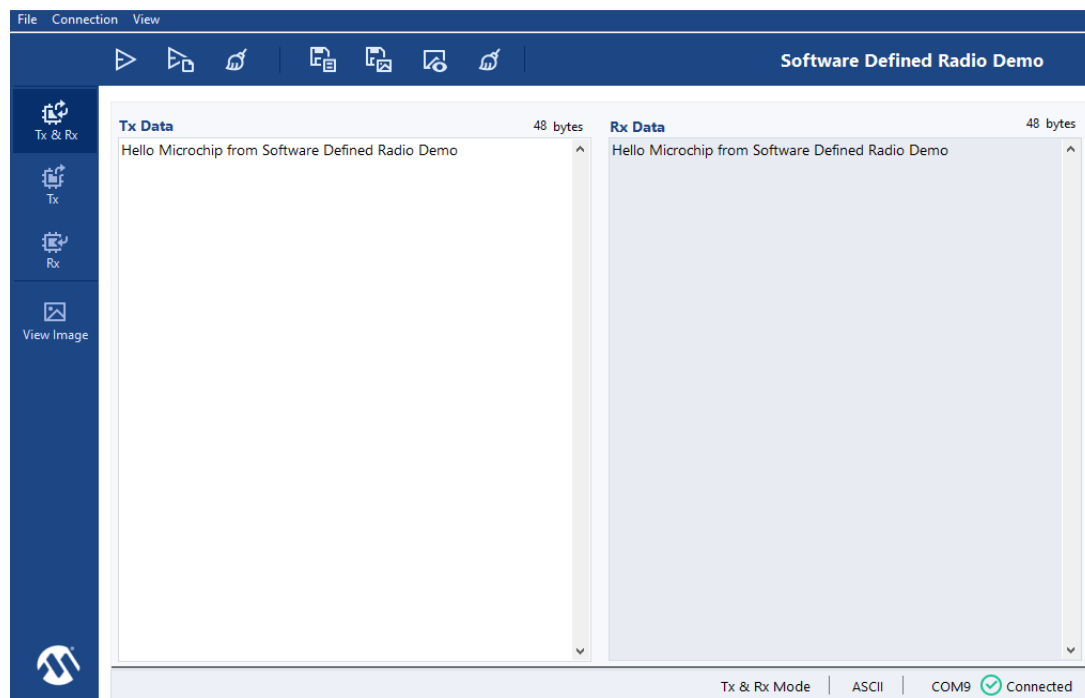 File Connection View
Software Defined Radio Demo
Tx & Rx
Tx
Rx
View Image
Tx Data 48 bytes
Hello Microchip from Software Defined Radio Demo
Rx Data 48 bytes
Hello Microchip from Software Defined Radio Demo
Tx & Rx Mode ASCII COM9 Connected